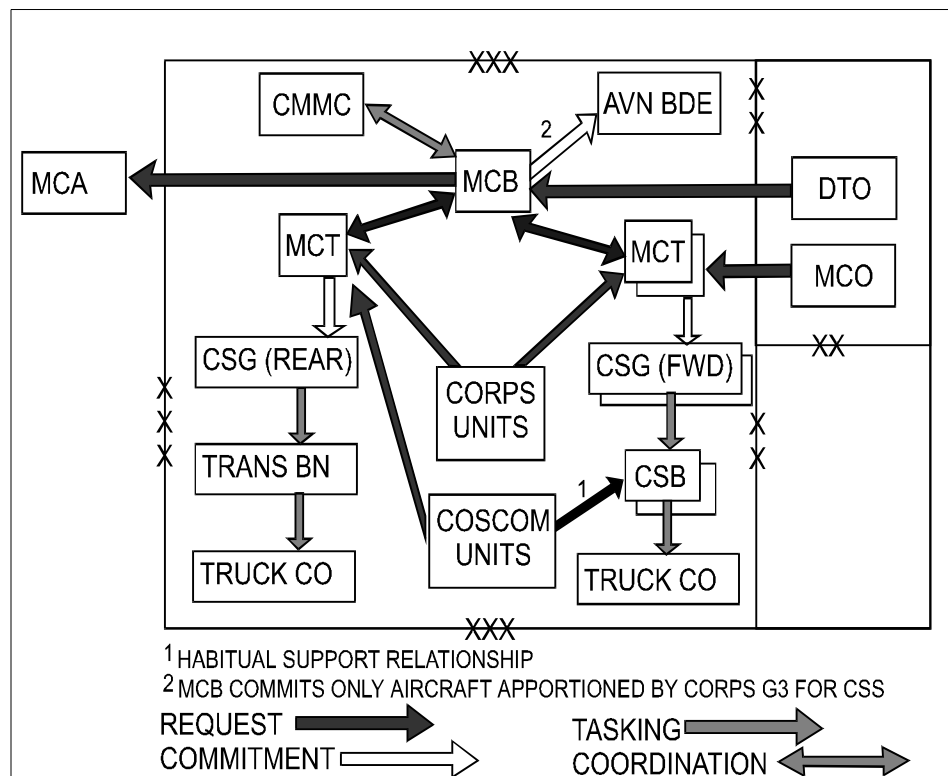 XXX
CMMC
AVN BDE
2
MCA
MCB
DTO
MCT
MCT
MCO
CSG (REAR)
CSG (FWD)
XX
CORPS
UNITS
X
X
X
X
X
X
X
TRANS BN
CSB
1
COSCOM
UNITS
TRUCK CO
TRUCK CO
XXX
1 HABITUAL SUPPORT RELATIONSHIP
2 MCB COMMITS ONLY AIRCRAFT APPORTIONED BY CORPS G3 FOR CSS
REQUEST
TASKING
COMMITMENT
COORDINATION